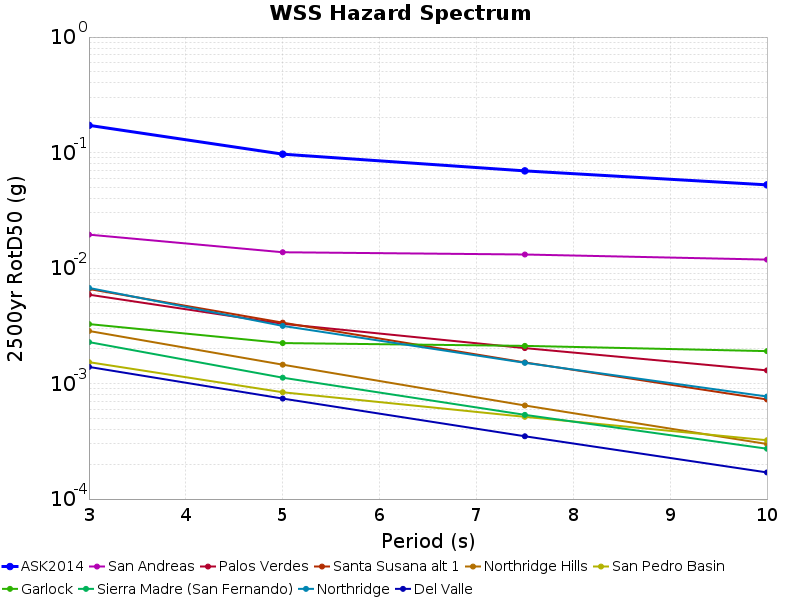 WSS Hazard Spectrum
10^0
10^-1
10^-2
10^-3
10^-4
2500yr RotD50 (g)
3 4 5 6 7 8 9 10
Period (s)
ASK2014 San Andreas Palos Verdes Santa Susana alt 1 Northridge Hills San Pedro Basin
Garlock Sierra Madre (San Fernando) Northridge Del Valle